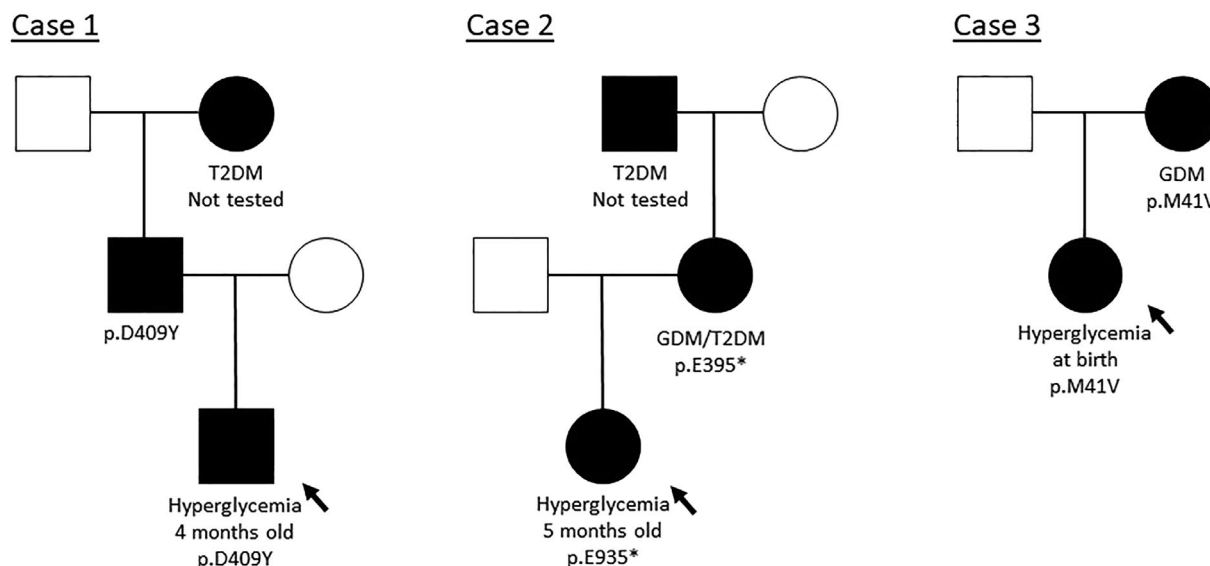 Case 1
T2DM
Not tested
p.D409Y
Hyperglycemia
4 months old
p.D409Y
Case 2
T2DM
Not tested
GDM/T2DM
p.E395*
Hyperglycemia
5 months old
p.E935*
Case 3
GDM
p.M41V
Hyperglycemia
at birth
p.M41V